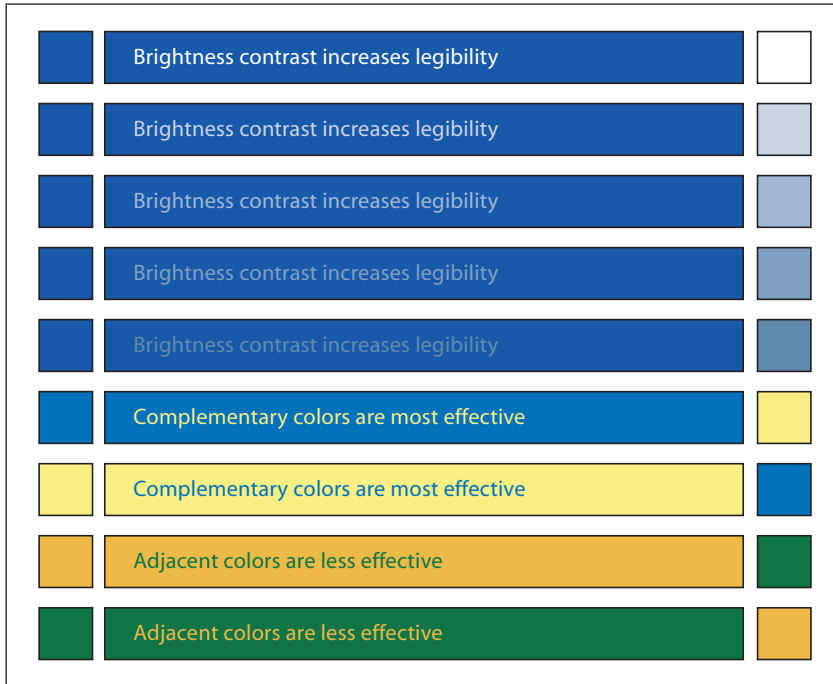 Brightness contrast increases legibility
Brightness contrast increases legibility
Brightness contrast increases legibility
Brightness contrast increases legibility
Brightness contrast increases legibility
Complementary colors are most effective
Complementary colors are most effective
Adjacent colors are less effective
Adjacent colors are less effective